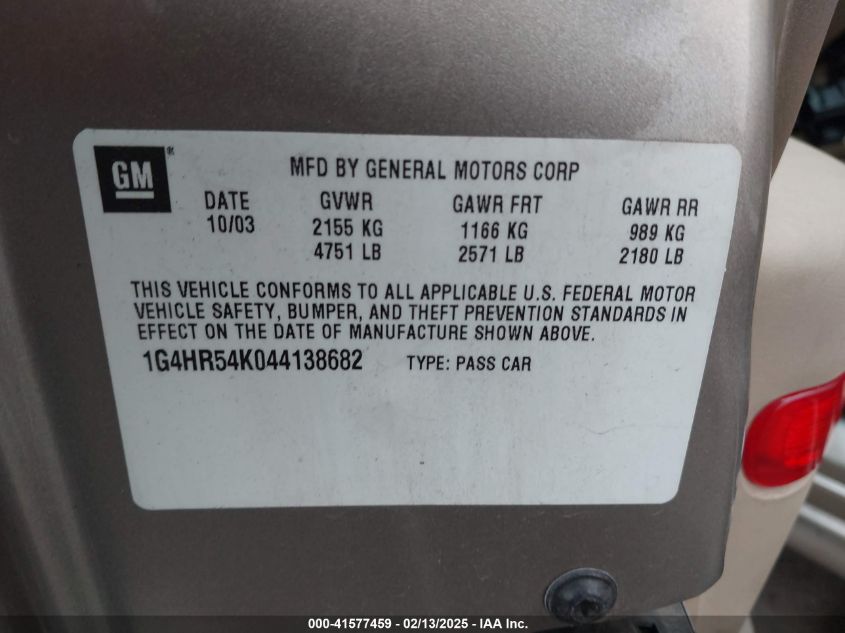 GM®
MFD BY GENERAL MOTORS CORP
DATE GVWR GAWR FRT GAWR RR
10/03 2155 KG 1166 KG 989 KG
4751 LB 2571 LB 2180 LB
THIS VEHICLE CONFORMS TO ALL APPLICABLE U.S. FEDERAL MOTOR
VEHICLE SAFETY, BUMPER, AND THEFT PREVENTION STANDARDS IN
EFFECT ON THE DATE OF MANUFACTURE SHOWN ABOVE.
1G4HR54K044138682 TYPE: PASS CAR
000-41577459 - 02/13/2025 - IAA Inc.